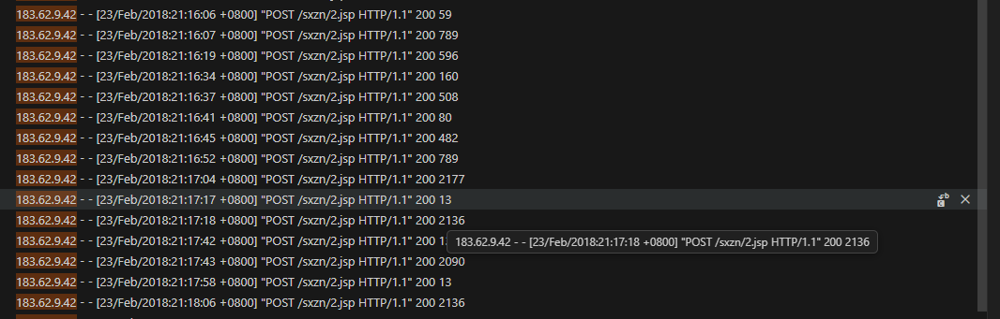 183.62.9.42 - - [23/Feb/2018:21:16:06 +0800] "POST /sxzn/2.jsp HTTP/1.1" 200 59
183.62.9.42 - - [23/Feb/2018:21:16:07 +0800] "POST /sxzn/2.jsp HTTP/1.1" 200 789
183.62.9.42 - - [23/Feb/2018:21:16:19 +0800] "POST /sxzn/2.jsp HTTP/1.1" 200 596
183.62.9.42 - - [23/Feb/2018:21:16:34 +0800] "POST /sxzn/2.jsp HTTP/1.1" 200 160
183.62.9.42 - - [23/Feb/2018:21:16:37 +0800] "POST /sxzn/2.jsp HTTP/1.1" 200 508
183.62.9.42 - - [23/Feb/2018:21:16:41 +0800] "POST /sxzn/2.jsp HTTP/1.1" 200 80
183.62.9.42 - - [23/Feb/2018:21:16:45 +0800] "POST /sxzn/2.jsp HTTP/1.1" 200 482
183.62.9.42 - - [23/Feb/2018:21:16:52 +0800] "POST /sxzn/2.jsp HTTP/1.1" 200 789
183.62.9.42 - - [23/Feb/2018:21:17:04 +0800] "POST /sxzn/2.jsp HTTP/1.1" 200 2177
183.62.9.42 - - [23/Feb/2018:21:17:17 +0800] "POST /sxzn/2.jsp HTTP/1.1" 200 13
183.62.9.42 - - [23/Feb/2018:21:17:18 +0800] "POST /sxzn/2.jsp HTTP/1.1" 200 2136
183.62.9.42 - - [23/Feb/2018:21:17:42 +0800] "POST /sxzn/2.jsp HTTP/1.1" 200
183.62.9.42 - - [23/Feb/2018:21:17:18 +0800] "POST /sxzn/2.jsp HTTP/1.1" 200 2136
183.62.9.42 - - [23/Feb/2018:21:17:43 +0800] "POST /sxzn/2.jsp HTTP/1.1" 200 2090
183.62.9.42 - - [23/Feb/2018:21:17:58 +0800] "POST /sxzn/2.jsp HTTP/1.1" 200 13
183.62.9.42 - - [23/Feb/2018:21:18:06 +0800] "POST /sxzn/2.jsp HTTP/1.1" 200 2136